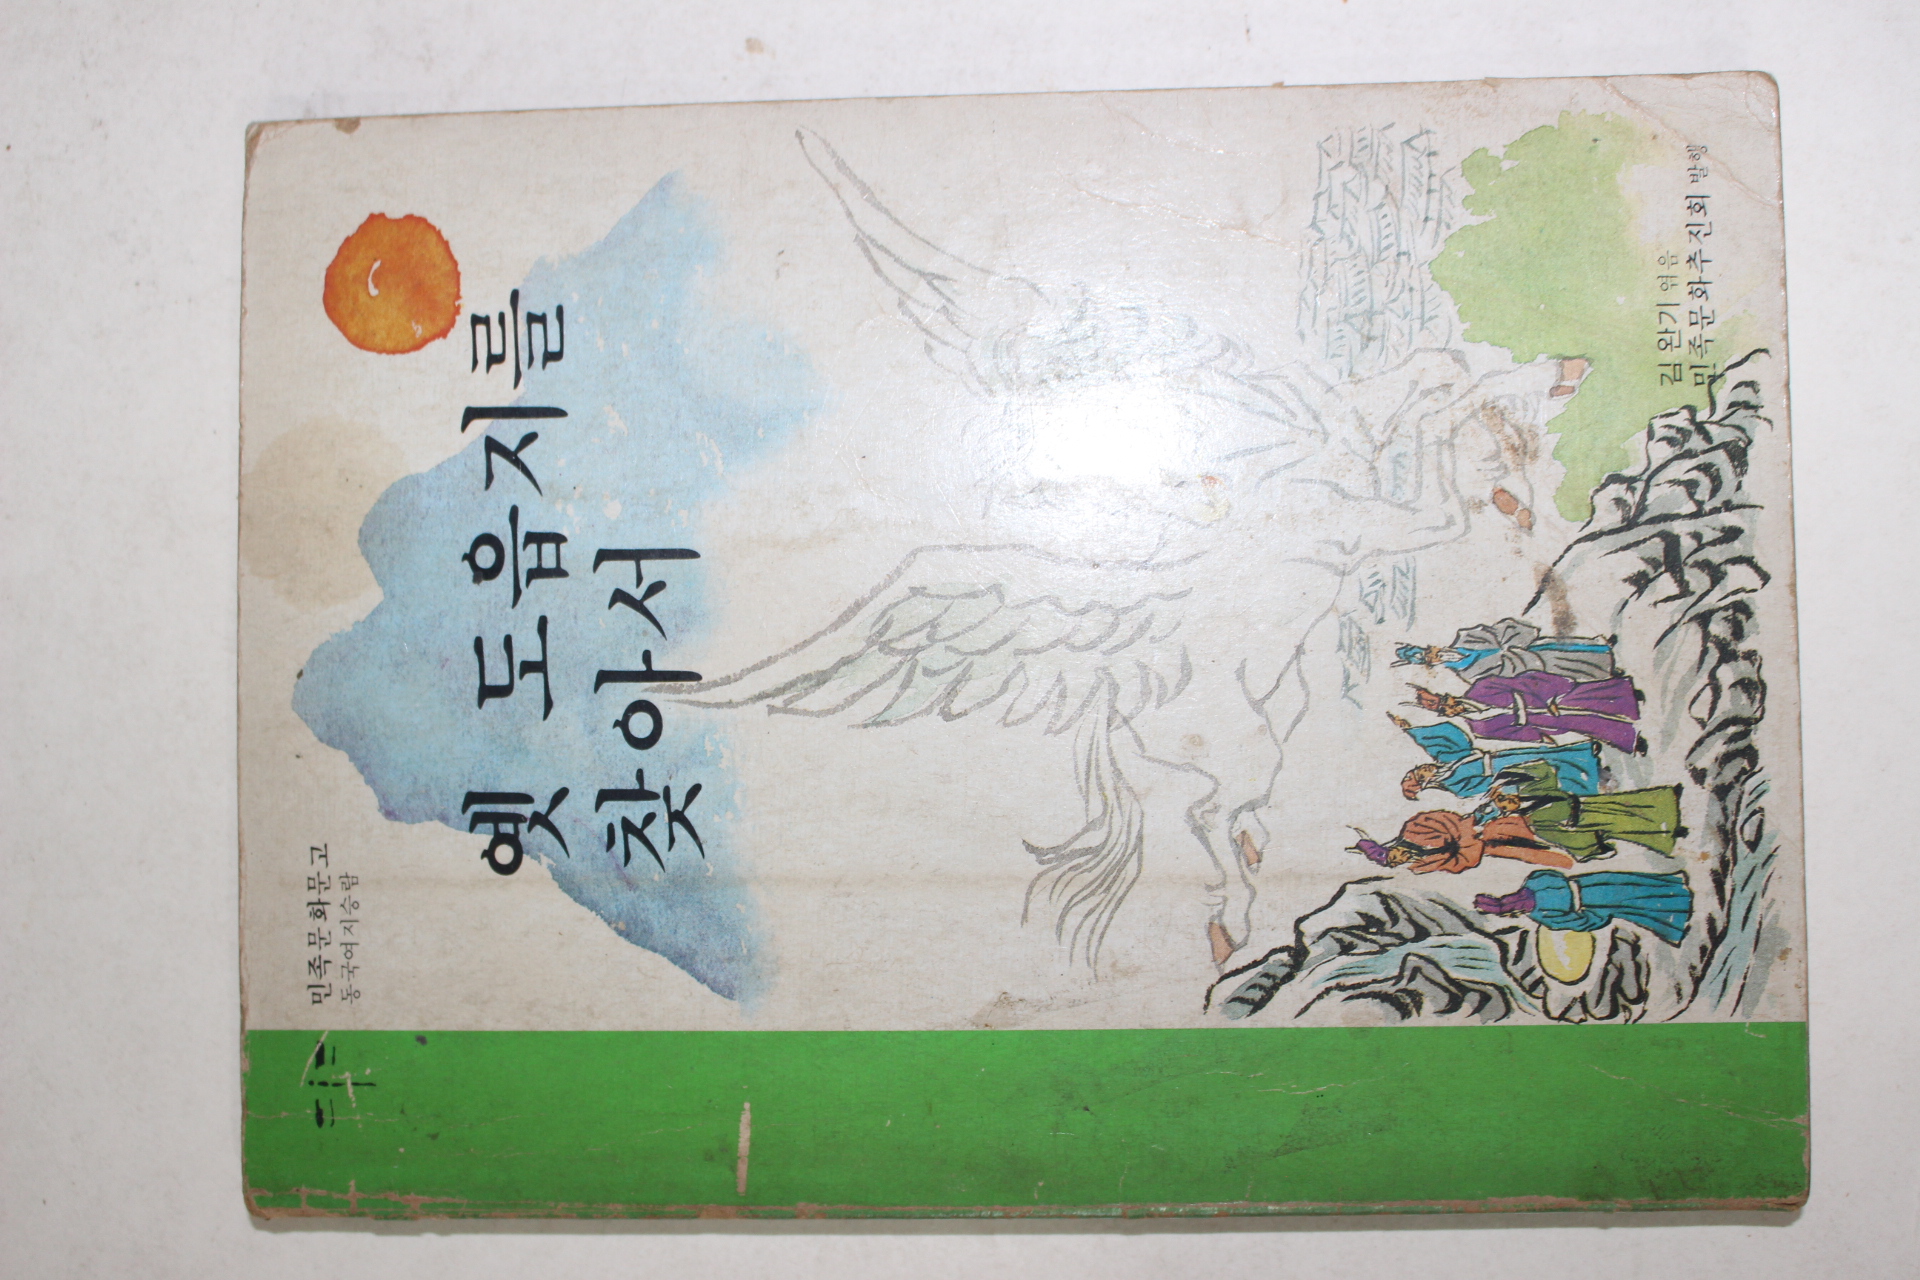 민족문화문고
동국여지승람
옛 도읍지를
찾아서
김 완기 엮음
민족문화추진회 발행